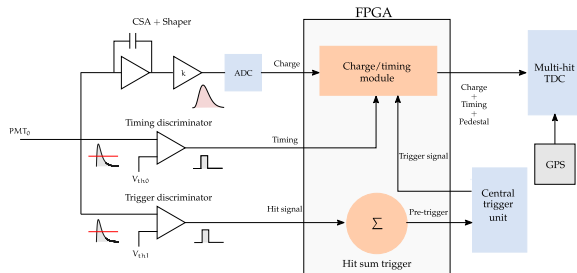 FPGA
CSA + Shaper
k
ADC
Charge
Charge/timing
module
Multi-hit
TDC
Charge
+
Timing
+
Pedestal
Timing discriminator
PMT₀
Timing
Vth0
Trigger signal
GPS
Trigger discriminator
Hit signal
Σ
Pre-trigger
Central
trigger
unit
Vth1
Hit sum trigger